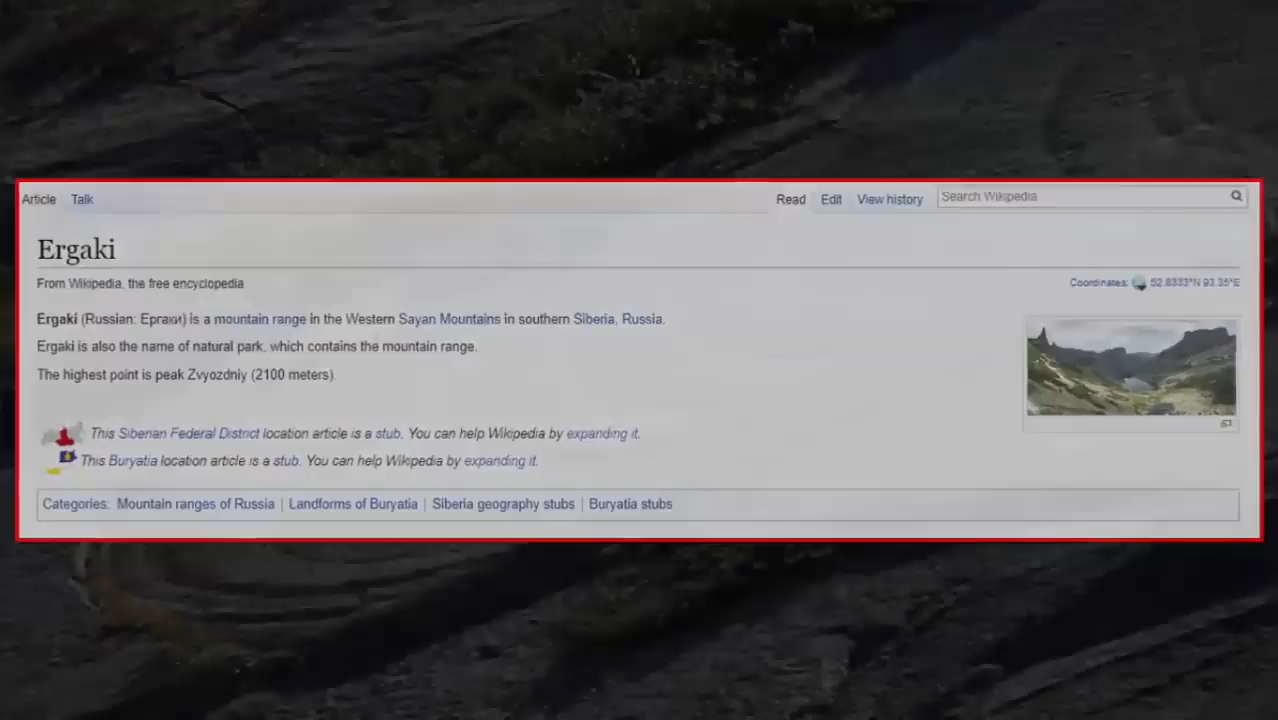 Article Talk Read Edit View history Search Wikipedia
Ergaki
From Wikipedia, the free encyclopedia
Coordinates: 52.8333°N 93.35°E
Ergaki (Russian: Ергаки) is a mountain range in the Western Sayan Mountains in southern Siberia, Russia.
Ergaki is also the name of natural park, which contains the mountain range.
The highest point is peak Zvyozdniy (2100 meters).
This Siberian Federal District location article is a stub. You can help Wikipedia by expanding it.
This Buryatia location article is a stub. You can help Wikipedia by expanding it.
Categories: Mountain ranges of Russia | Landforms of Buryatia | Siberia geography stubs | Buryatia stubs